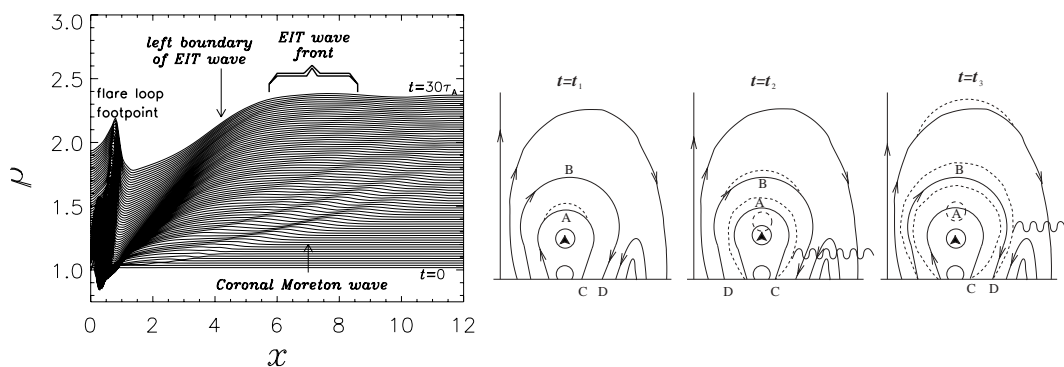 3.0
2.5
2.0
1.5
1.0
ρ
left boundary
of EIT wave
EIT wave
front
t=30τA
flare loop
footpoint
t=0
Coronal Moreton wave
0 2 4 6 8 10 12
x
t=t1
B
A
C D
t=t2
B
A
D C
t=t3
B
A
C D